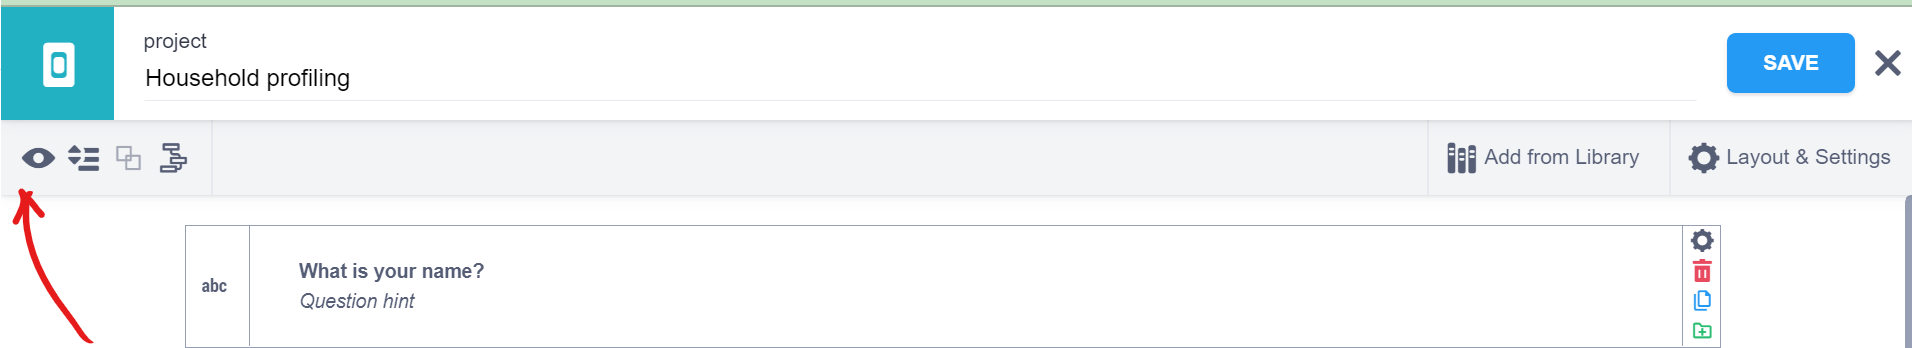 project
Household profiling
SAVE
Add from Library
Layout & Settings
abc
What is your name?
Question hint